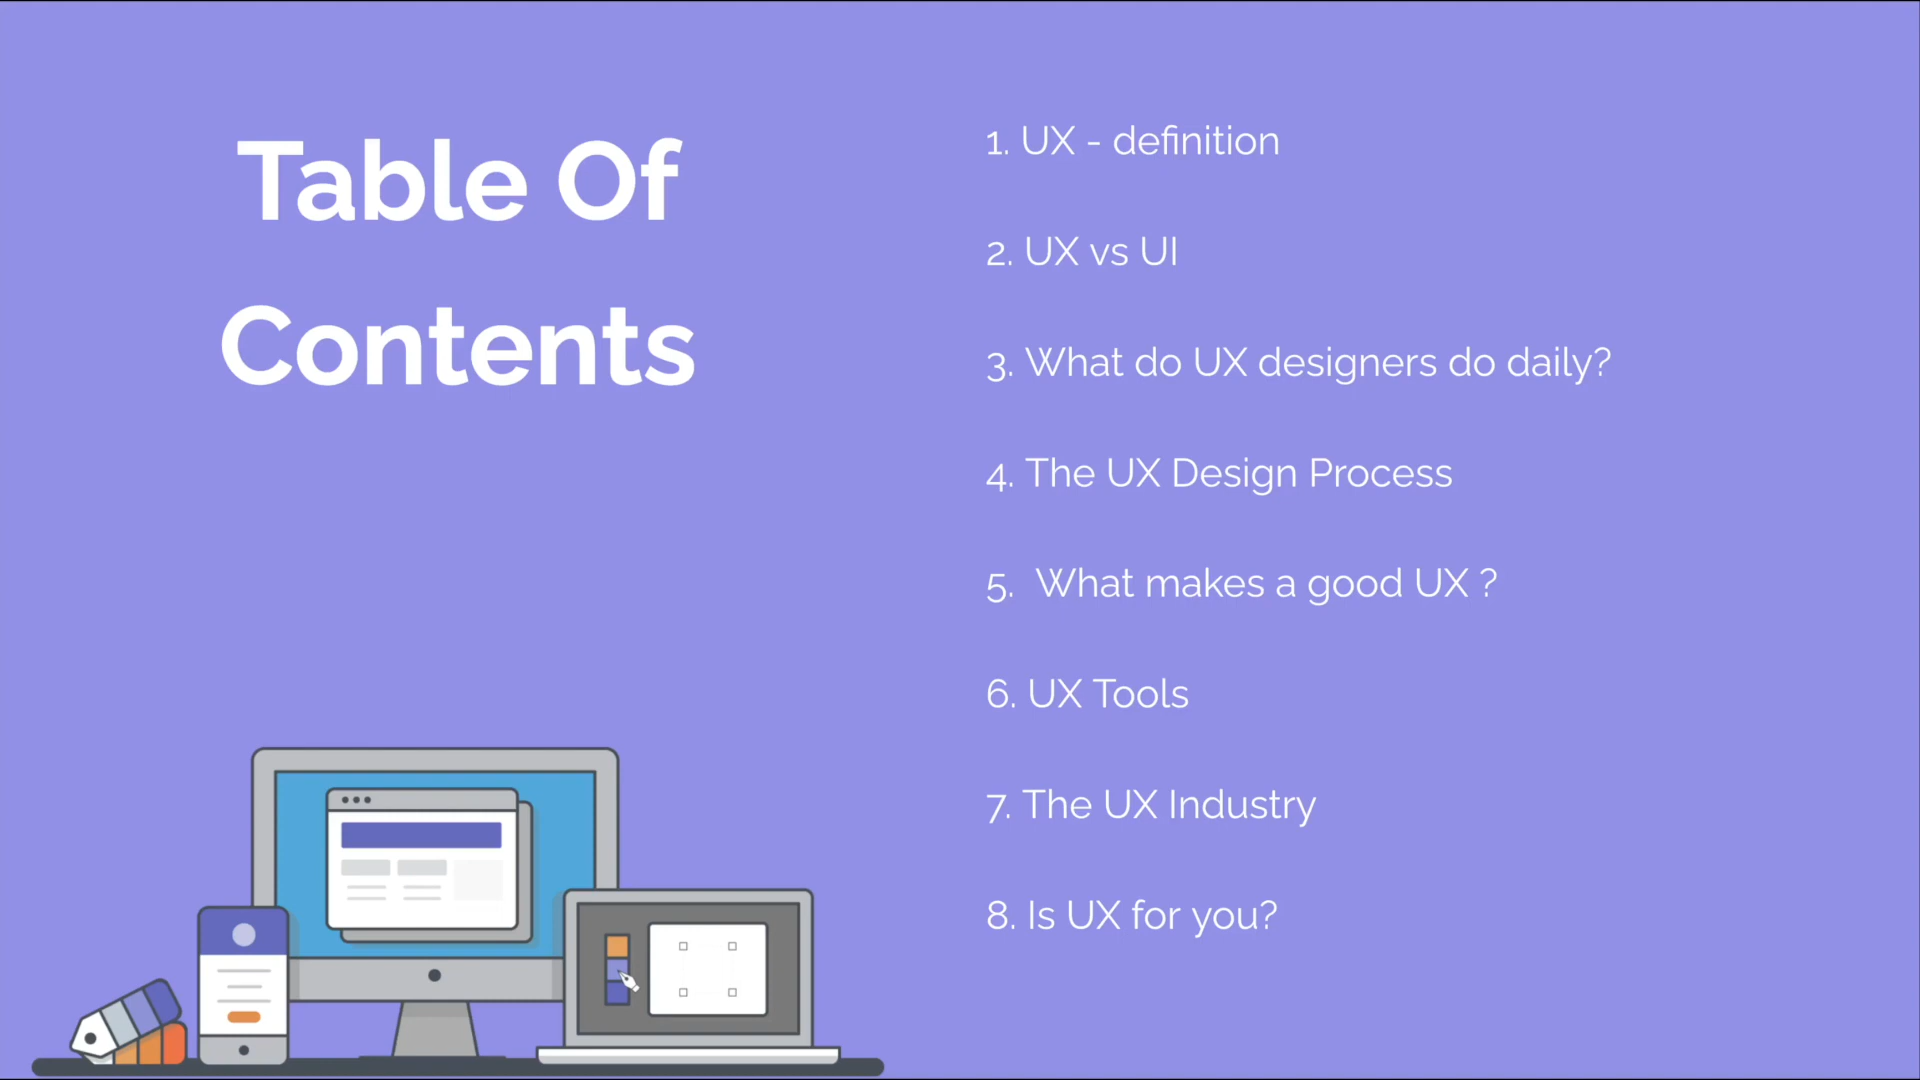 Table Of
Contents
1. UX - definition
2. UX vs UI
3. What do UX designers do daily?
4. The UX Design Process
5.  What makes a good UX ?
6. UX Tools
7. The UX Industry
8. Is UX for you?